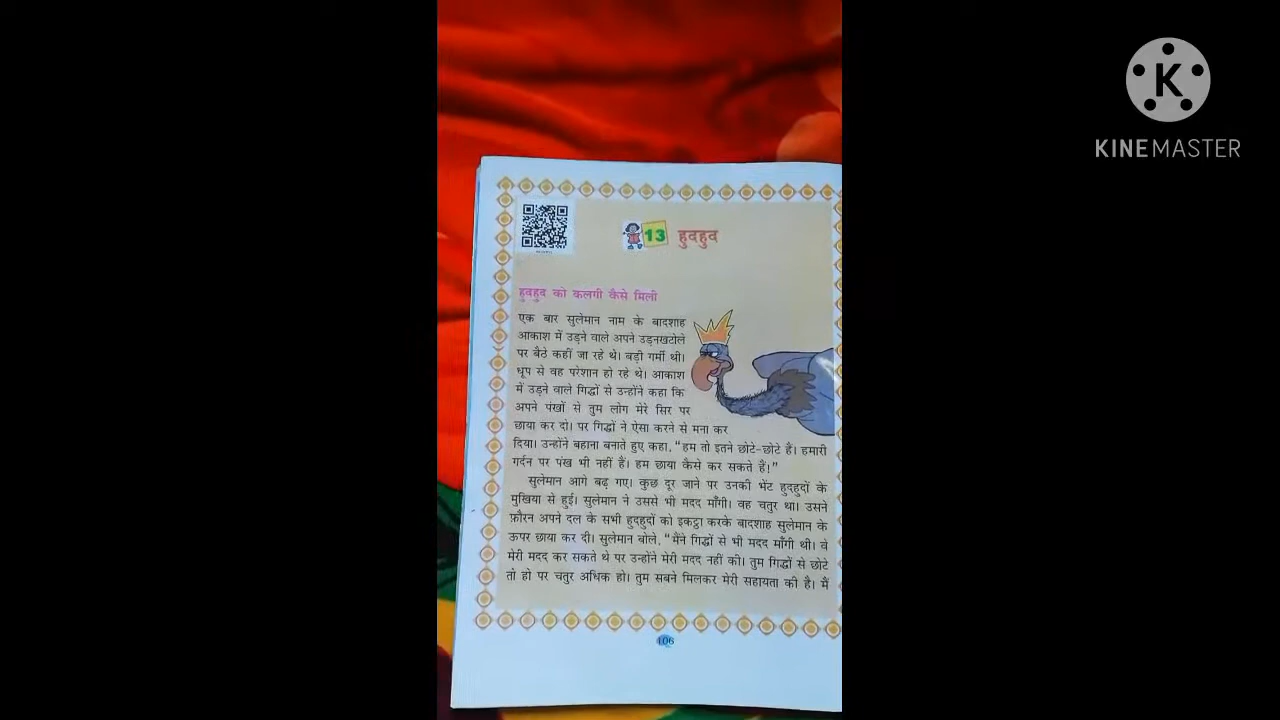 KINEMASTER
13 हुदहुद
हुदहुद को कलगी कैसे मिली
एक बार सुलेमान नाम के बादशाह
आकाश में उड़ने वाले अपने उड़नखटोले
पर बैठे कहीं जा रहे थे। बड़ी गर्मी थी।
धूप से वह परेशान हो रहे थे। आकाश
में उड़ने वाले गिद्धों से उन्होंने कहा कि
अपने पंखों से तुम लोग मेरे सिर पर
छाया कर दो। पर गिद्धों ने ऐसा करने से मना कर
दिया। उन्होंने बहाना बनाते हुए कहा, “हम तो इतने छोटे-छोटे हैं। हमारी
गर्दन पर पंख भी नहीं हैं। हम छाया कैसे कर सकते हैं।”
सुलेमान आगे बढ़ गए। कुछ दूर जाने पर उनकी भेंट हुदहुदों के
मुखिया से हुई। सुलेमान ने उससे भी मदद माँगी। वह चतुर था। उसने
फ़ौरन अपने दल के सभी हुदहुदों को इकट्ठा करके बादशाह सुलेमान के
ऊपर छाया कर दी। सुलेमान बोले, “मैंने गिद्धों से भी मदद माँगी थी। वे
मेरी मदद कर सकते थे पर उन्होंने मेरी मदद नहीं की। तुम गिद्धों से छोटे
तो हो पर चतुर अधिक हो। तुम सबने मिलकर मेरी सहायता की है। मैं
106